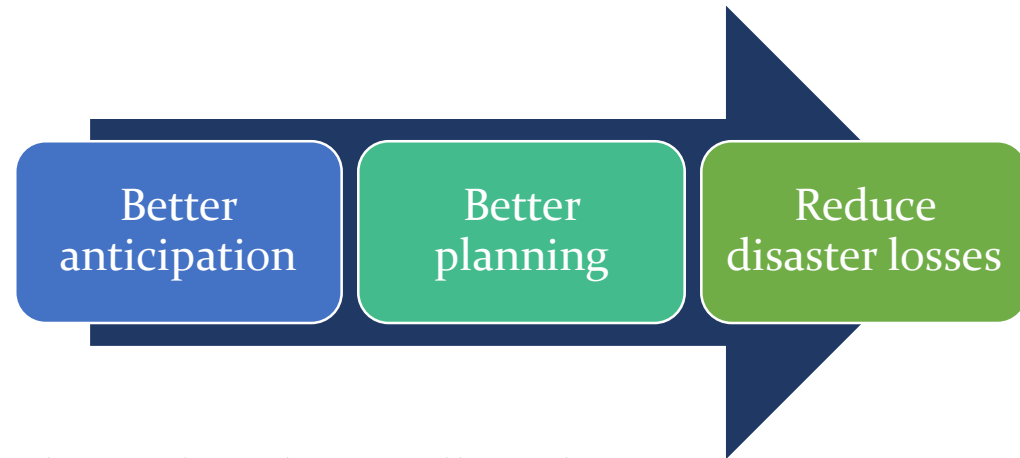 Better
anticipation
Better
planning
Reduce
disaster losses